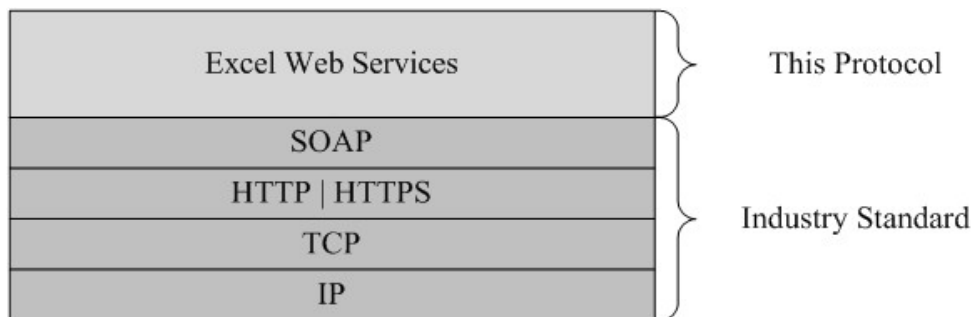 Excel Web Services
This Protocol
SOAP
HTTP | HTTPS
Industry Standard
TCP
IP